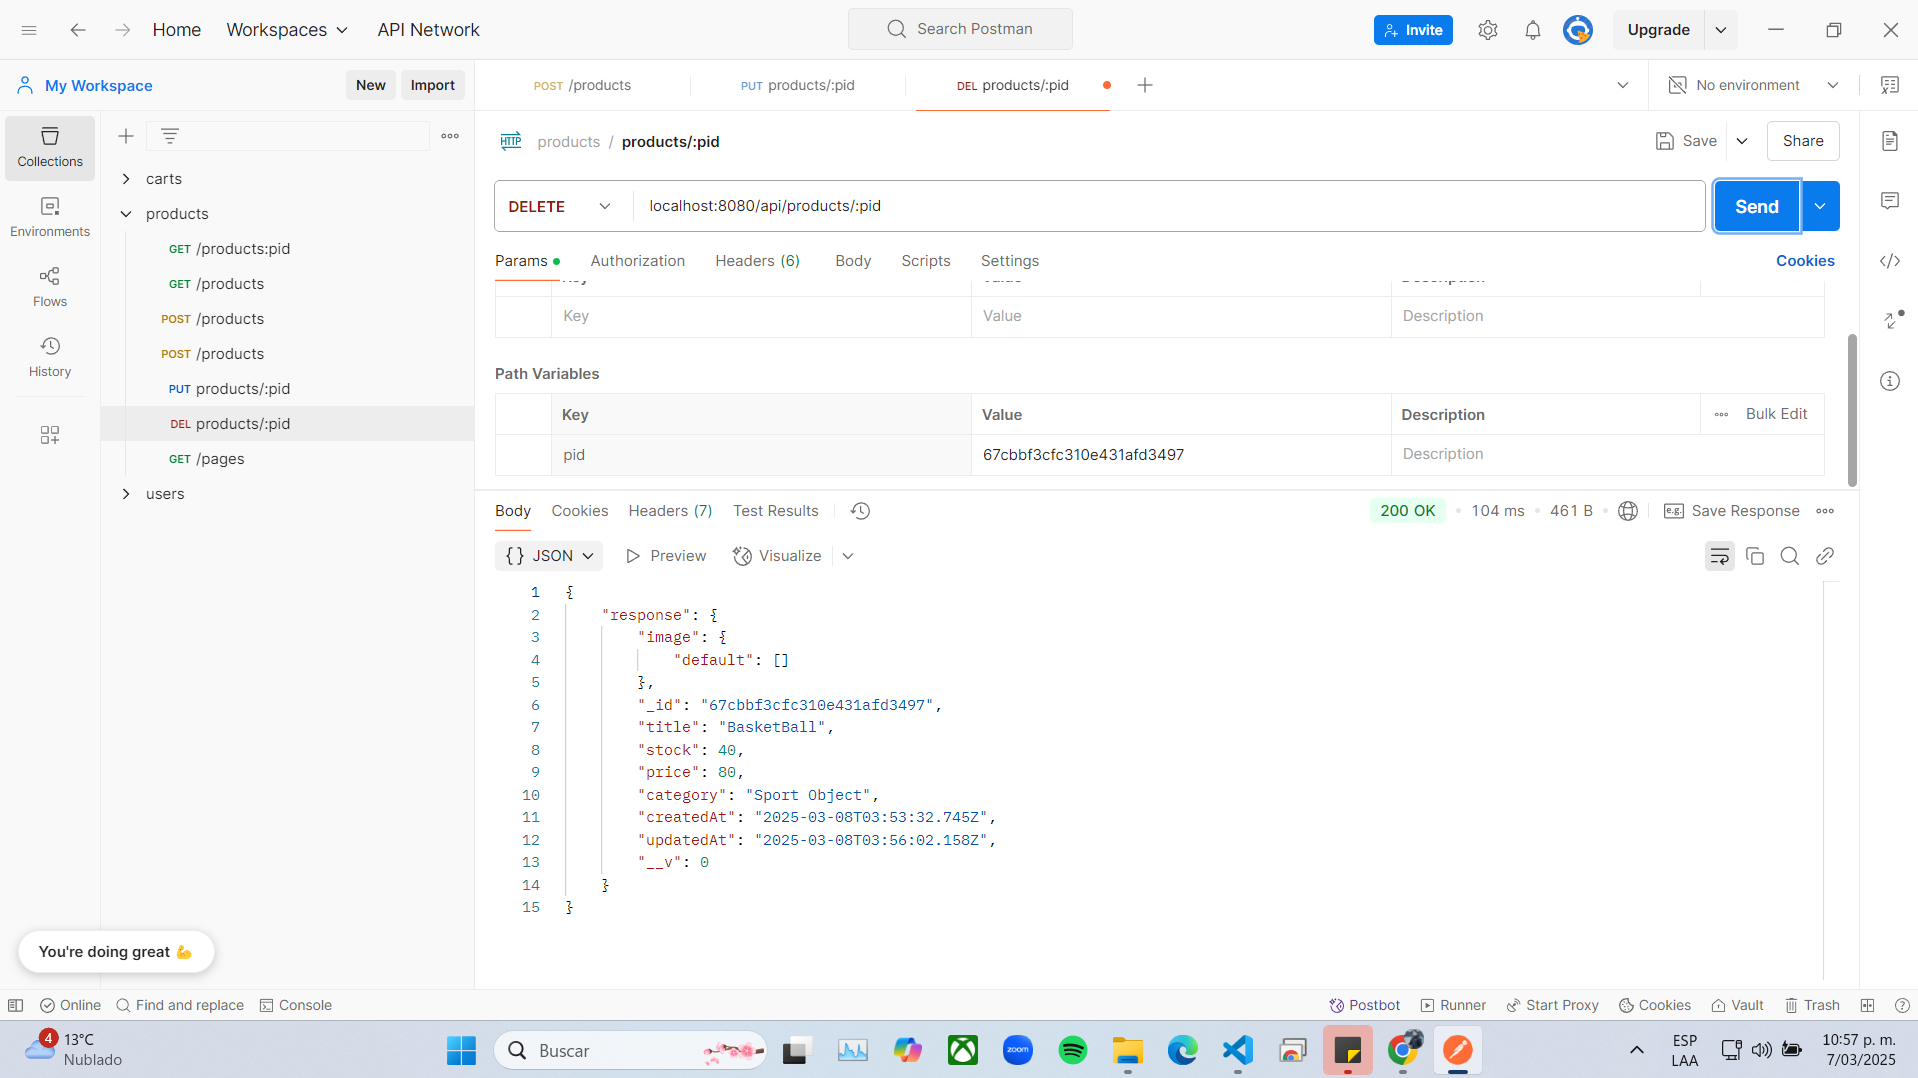 Home
Workspaces
API Network
Search Postman
Invite
Upgrade
My Workspace
New
Import
POST /products
PUT products/:pid
DEL products/:pid
No environment
Collections
Environments
Flows
History
carts
products
GET /products:pid
GET /products
POST /products
POST /products
PUT products/:pid
DEL products/:pid
GET /pages
users
HTTP products / products/:pid
Save
Share
DELETE
localhost:8080/api/products/:pid
Send
Params
Authorization
Headers (6)
Body
Scripts
Settings
Cookies
Key
Value
Description
Path Variables
Key
Value
Description
Bulk Edit
pid
67cbbf3cfc310e431afd3497
Description
Body
Cookies
Headers (7)
Test Results
200 OK
104 ms
461 B
e.g. Save Response
{} JSON
Preview
Visualize
1 {
2 "response": {
3 "image": {
4 "default": []
5 },
6 "_id": "67cbbf3cfc310e431afd3497",
7 "title": "BasketBall",
8 "stock": 40,
9 "price": 80,
10 "category": "Sport Object",
11 "createdAt": "2025-03-08T03:53:32.745Z",
12 "updatedAt": "2025-03-08T03:56:02.158Z",
13 "__v": 0
14 }
15 }
You're doing great 💪
Online
Find and replace
Console
Postbot
Runner
Start Proxy
Cookies
Vault
Trash
4
13°C
Nublado
Buscar
zoom
ESP
LAA
10:57 p. m.
7/03/2025